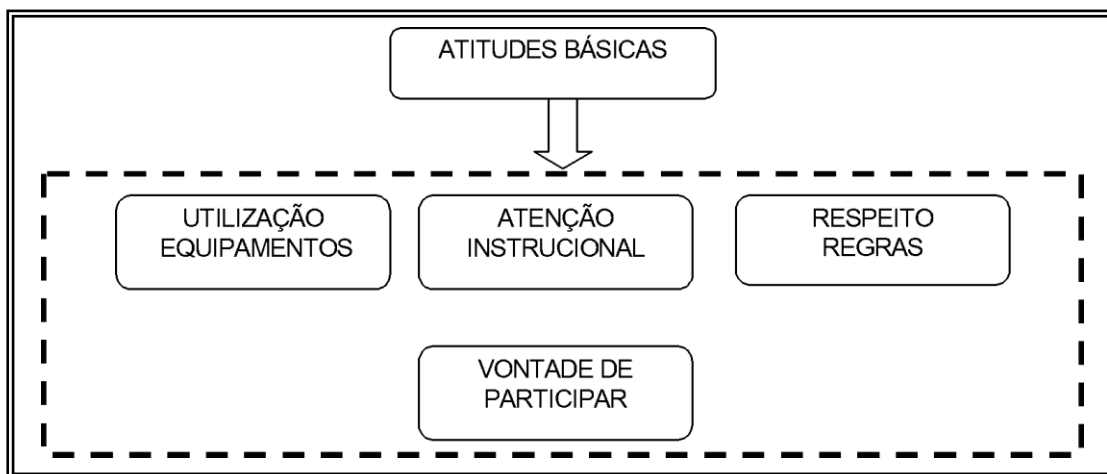 ATITUDES BÁSICAS
UTILIZAÇÃO
EQUIPAMENTOS
ATENÇÃO
INSTRUCIONAL
RESPEITO
REGRAS
VONTADE DE
PARTICIPAR